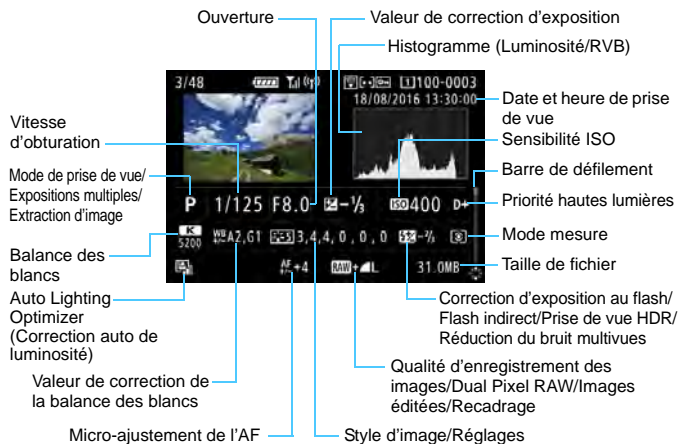 Ouverture
Valeur de correction d'exposition
Histogramme (Luminosité/RVB)
3/48
1 100-0003
18/08/2016 13:30:00
Date et heure de prise
de vue
Sensibilité ISO
Vitesse
d'obturation
Barre de défilement
Mode de prise de vue/
Expositions multiples/
Extraction d'image
P 1/125 F8.0 -1/3 ISO 400 D+
Priorité hautes lumières
K
5200
WB A2,G1 3,4,4,0,0,0 -2/3
Mode mesure
Balance des
blancs
AF +4 RAW+L 31.0MB
Taille de fichier
Auto Lighting
Optimizer
(Correction auto de
luminosité)
Correction d'exposition au flash/
Flash indirect/Prise de vue HDR/
Réduction du bruit multivues
Valeur de correction de
la balance des blancs
Qualité d'enregistrement des
images/Dual Pixel RAW/Images
éditées/Recadrage
Micro-ajustement de l'AF
Style d'image/Réglages